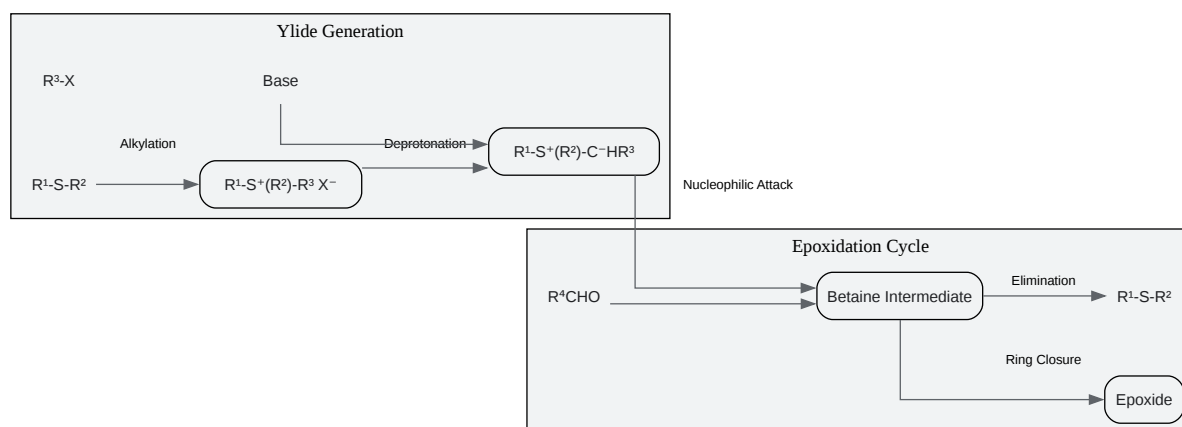 Ylide Generation
R³-X
Base
Alkylation
Deprotonation
R¹-S⁺(R²)-C⁻HR³
R¹-S-R²
R¹-S⁺(R²)-R³ X⁻
Nucleophilic Attack
Epoxidation Cycle
R⁴CHO
Betaine Intermediate
Elimination
R¹-S-R²
Ring Closure
Epoxide